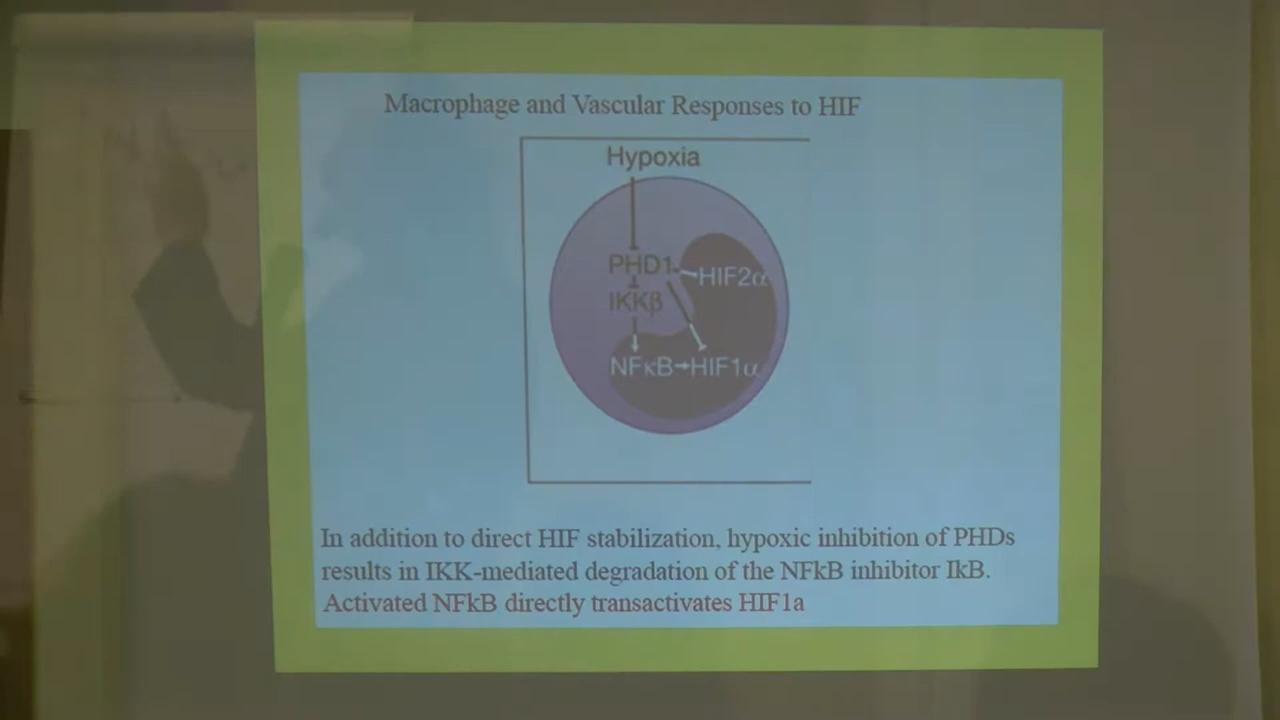 Macrophage and Vascular Responses to HIF
Hypoxia
PHD1
HIF2α
IKKβ
NFκB HIF1α
In addition to direct HIF stabilization, hypoxic inhibition of PHDs
results in IKK-mediated degradation of the NFkB inhibitor IkB.
Activated NFkB directly transactivates HIF1a